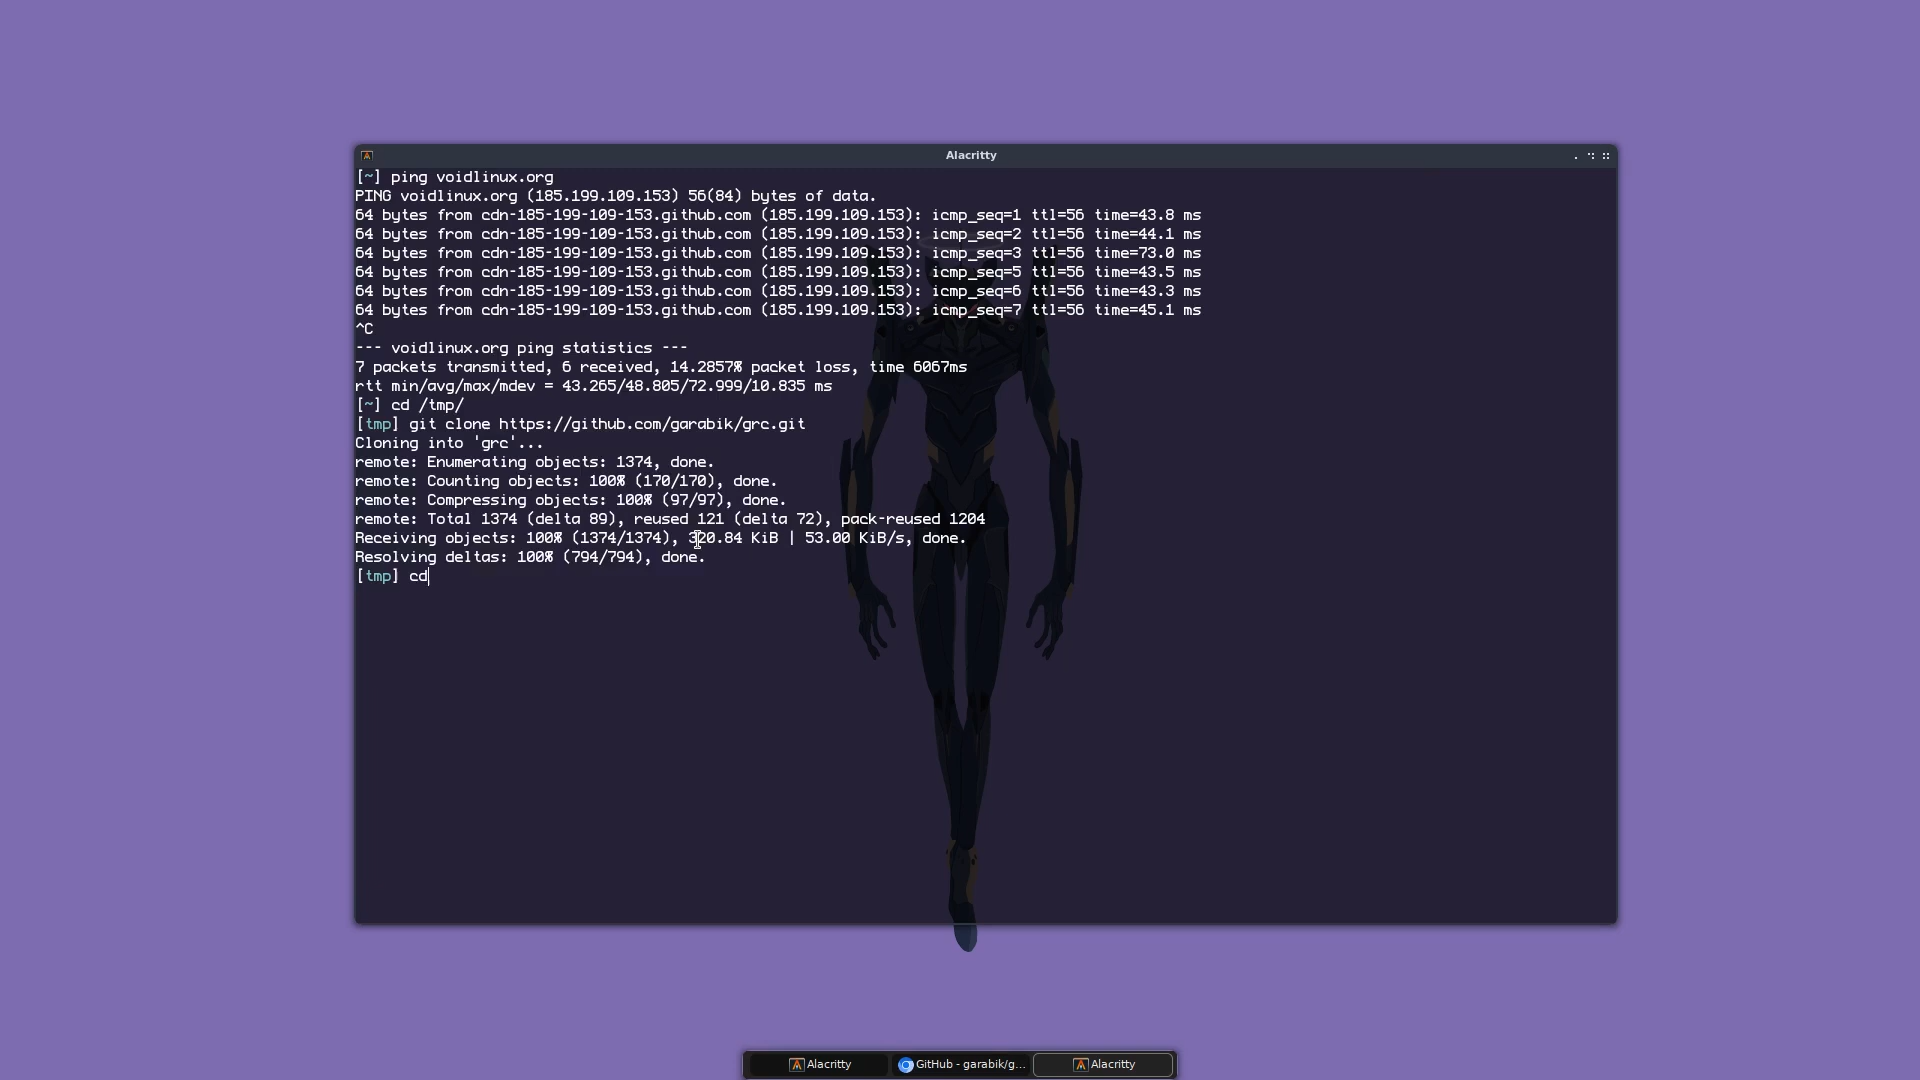 Alacritty
[~] ping voidlinux.org
PING voidlinux.org (185.199.109.153) 56(84) bytes of data.
64 bytes from cdn-185-199-109-153.github.com (185.199.109.153): icmp_seq=1 ttl=56 time=43.8 ms
64 bytes from cdn-185-199-109-153.github.com (185.199.109.153): icmp_seq=2 ttl=56 time=44.1 ms
64 bytes from cdn-185-199-109-153.github.com (185.199.109.153): icmp_seq=3 ttl=56 time=73.0 ms
64 bytes from cdn-185-199-109-153.github.com (185.199.109.153): icmp_seq=5 ttl=56 time=43.5 ms
64 bytes from cdn-185-199-109-153.github.com (185.199.109.153): icmp_seq=6 ttl=56 time=43.3 ms
64 bytes from cdn-185-199-109-153.github.com (185.199.109.153): icmp_seq=7 ttl=56 time=45.1 ms
^C
--- voidlinux.org ping statistics ---
7 packets transmitted, 6 received, 14.2857% packet loss, time 6067ms
rtt min/avg/max/mdev = 43.265/48.805/72.999/10.835 ms
[~] cd /tmp/
[tmp] git clone https://github.com/garabik/grc.git
Cloning into 'grc'...
remote: Enumerating objects: 1374, done.
remote: Counting objects: 100% (170/170), done.
remote: Compressing objects: 100% (97/97), done.
remote: Total 1374 (delta 89), reused 121 (delta 72), pack-reused 1204
Receiving objects: 100% (1374/1374), 320.84 KiB | 53.00 KiB/s, done.
Resolving deltas: 100% (794/794), done.
[tmp] cd
Alacritty
GitHub - garabik/g...
Alacritty